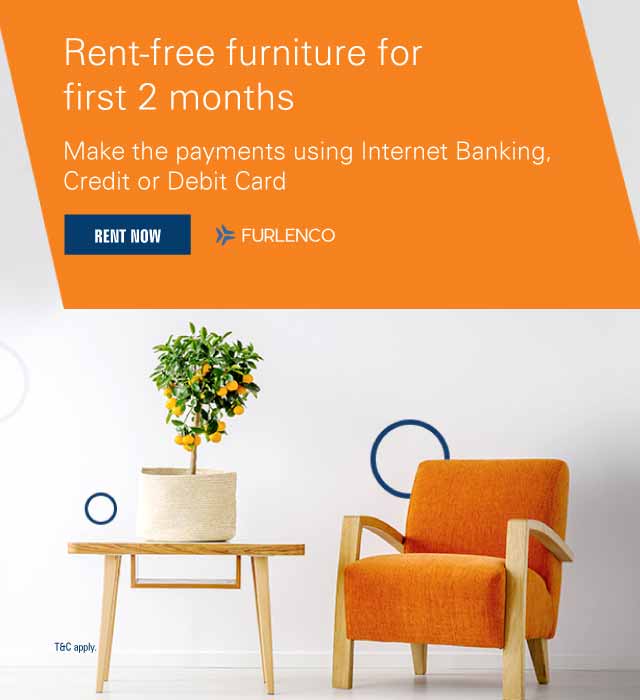 Rent-free furniture for
first 2 months
Make the payments using Internet Banking,
Credit or Debit Card
RENT NOW
FURLENCO
T&C apply.